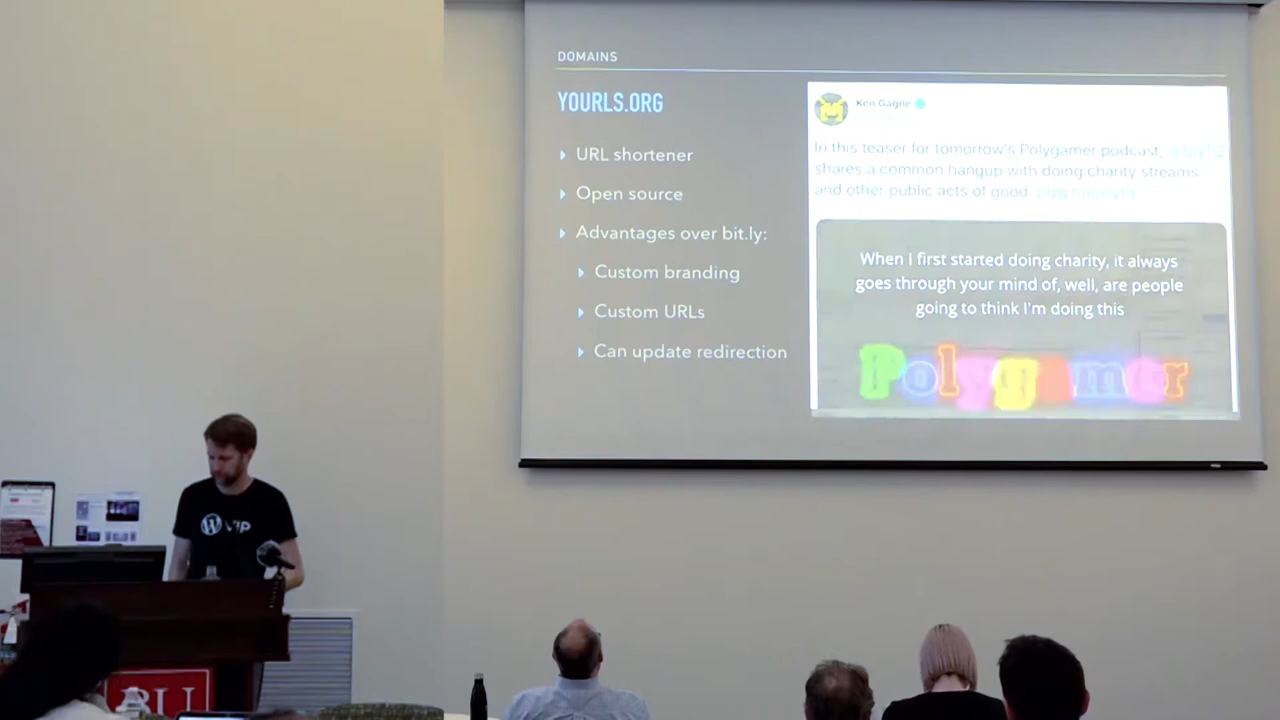 DOMAINS
YOURLS.ORG
URL shortener
Open source
Advantages over bit.ly:
Custom branding
Custom URLs
Can update redirection
Ken Gagne
In this teaser for tomorrow's Polygamer podcast,
shares a common hangup with doing charity streams
and other public acts of good.
When I first started doing charity, it always
goes through your mind of, well, are people
going to think I'm doing this
Polygamer
VIP
BU